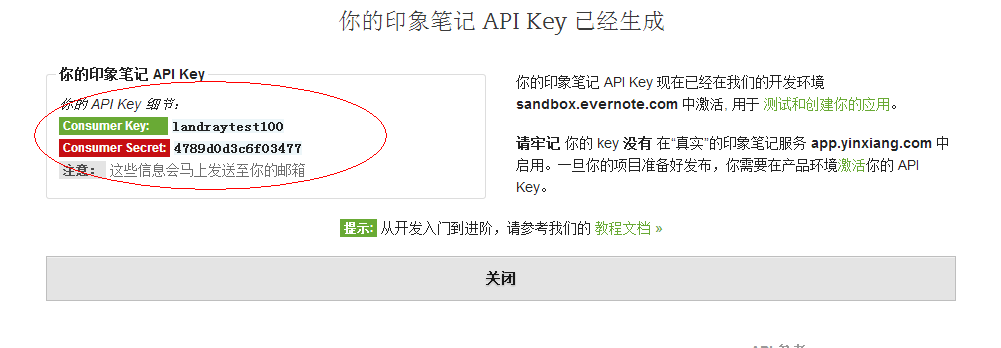 你的印象笔记 API Key 已经生成
你的印象笔记 API Key
你的 API Key 细节：
Consumer Key: landraytest100
Consumer Secret: 4789d0d3c6f03477
注意： 这些信息会马上发送至你的邮箱
你的印象笔记 API Key 现在已经在我们的开发环境
sandbox.evernote.com 中激活, 用于 测试和创建你的应用。
请牢记 你的 key 没有 在“真实”的印象笔记服务 app.yinxiang.com 中
启用。一旦你的项目准备好发布，你需要在产品环境激活你的 API
Key。
提示: 从开发入门到进阶，请参考我们的 教程文档 »
关闭